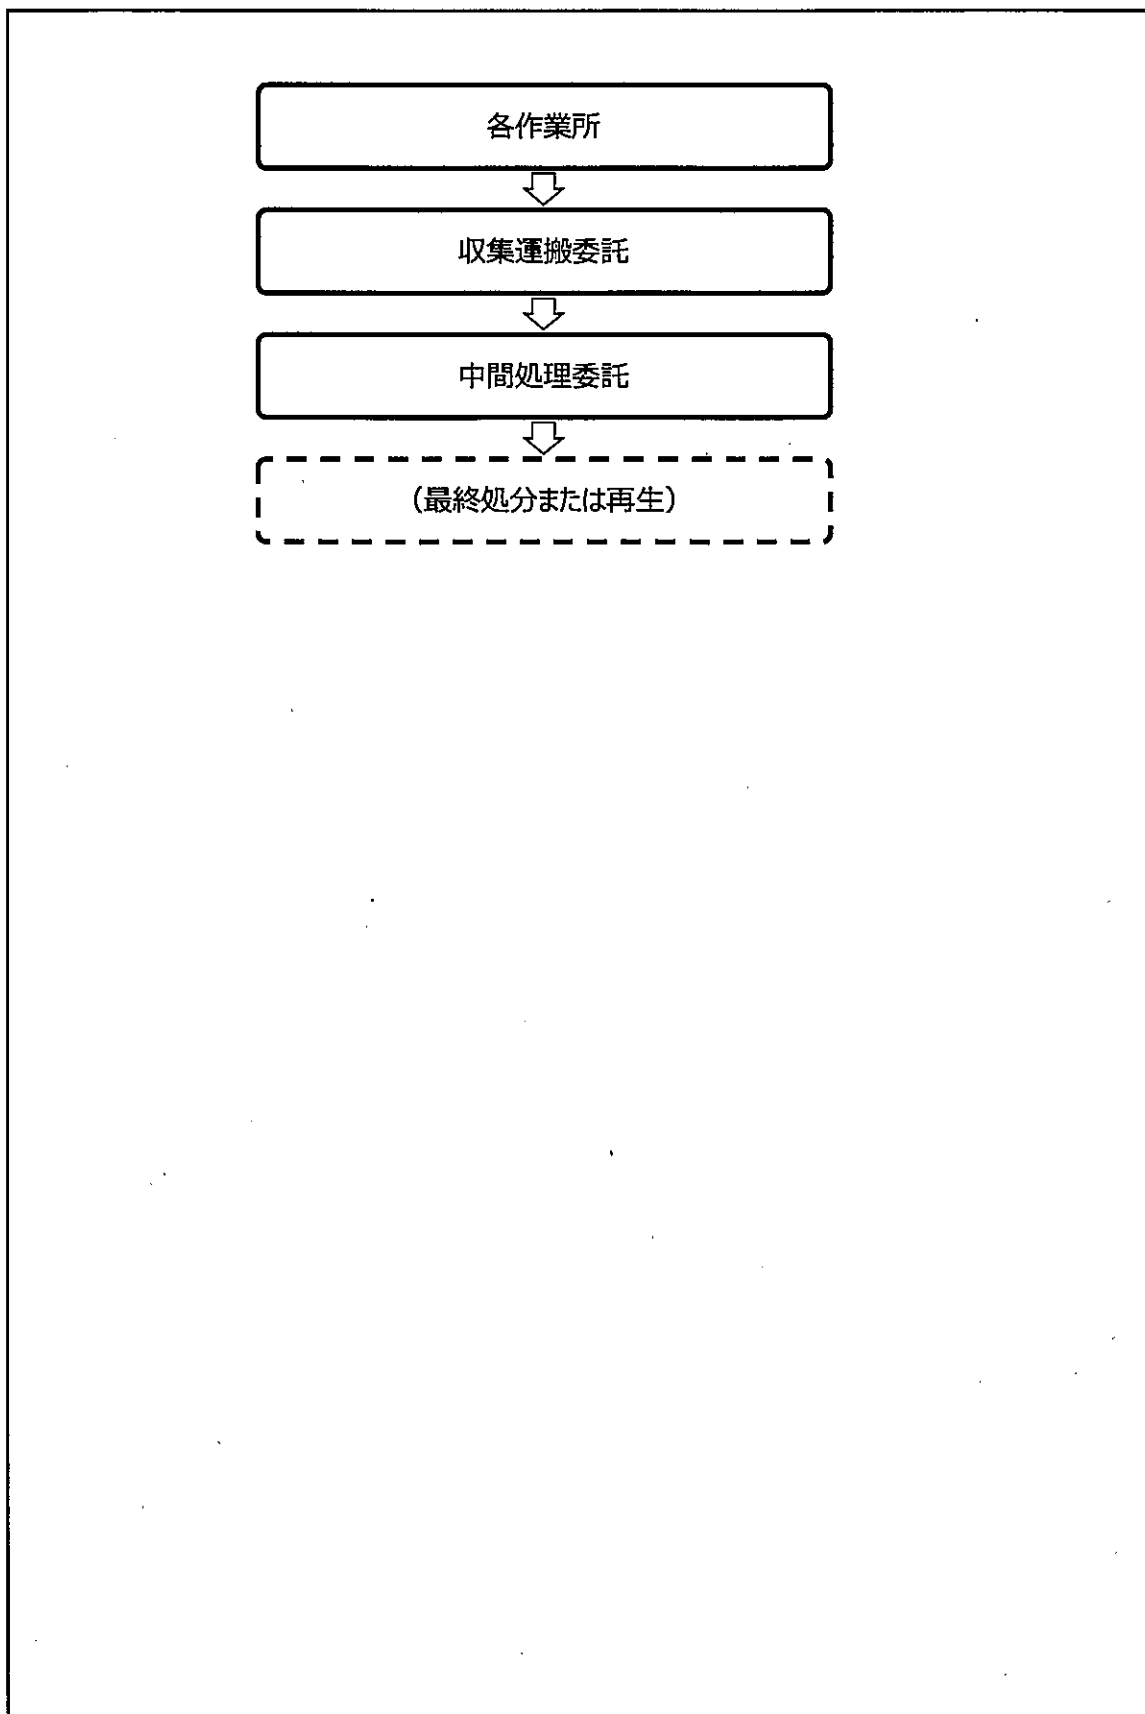 各作業所
収集運搬委託
中間処理委託
（最終処分または再生）